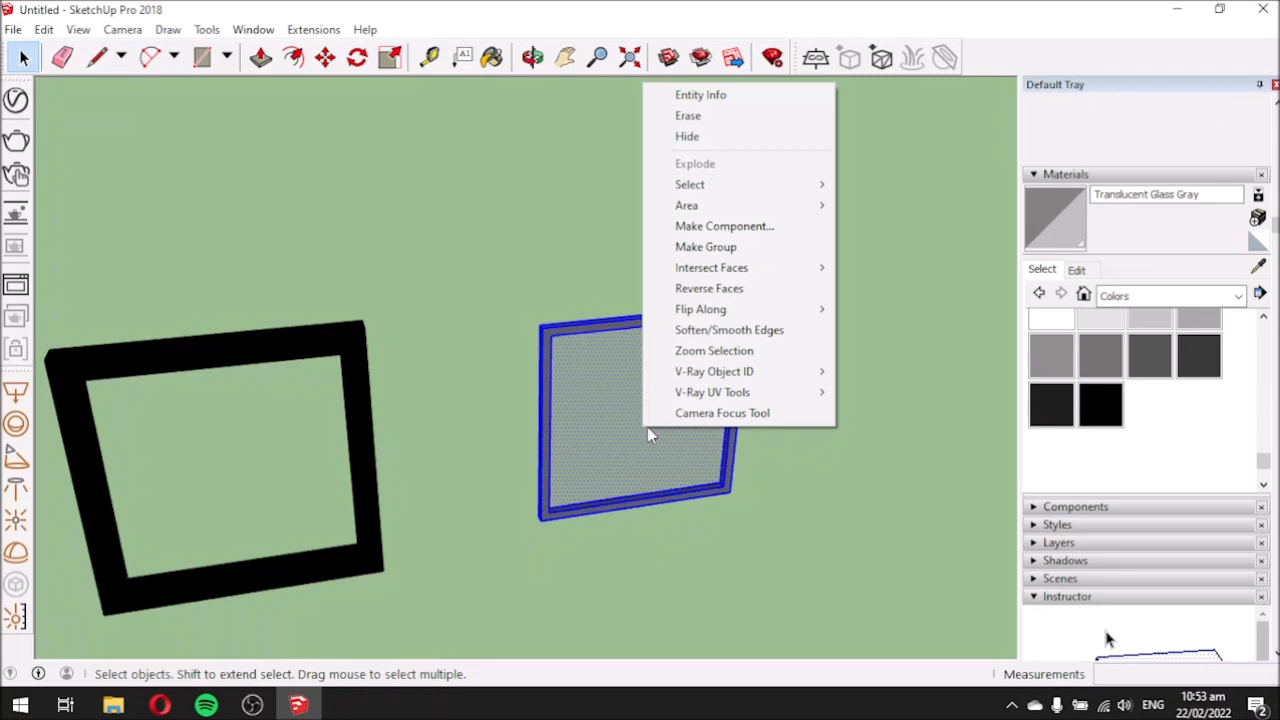 Untitled - SketchUp Pro 2018
File Edit View Camera Draw Tools Window Extensions Help
A1
Default Tray
Entity Info
Erase
Hide
Explode
Select
Area
Make Component...
Make Group
Intersect Faces
Reverse Faces
Flip Along
Soften/Smooth Edges
Zoom Selection
V-Ray Object ID
V-Ray UV Tools
Camera Focus Tool
Materials
Translucent Glass Gray
Select Edit
Colors
Components
Styles
Layers
Shadows
Scenes
Instructor
Select objects. Shift to extend select. Drag mouse to select multiple.
Measurements
ENG
10:53 am
22/02/2022
2